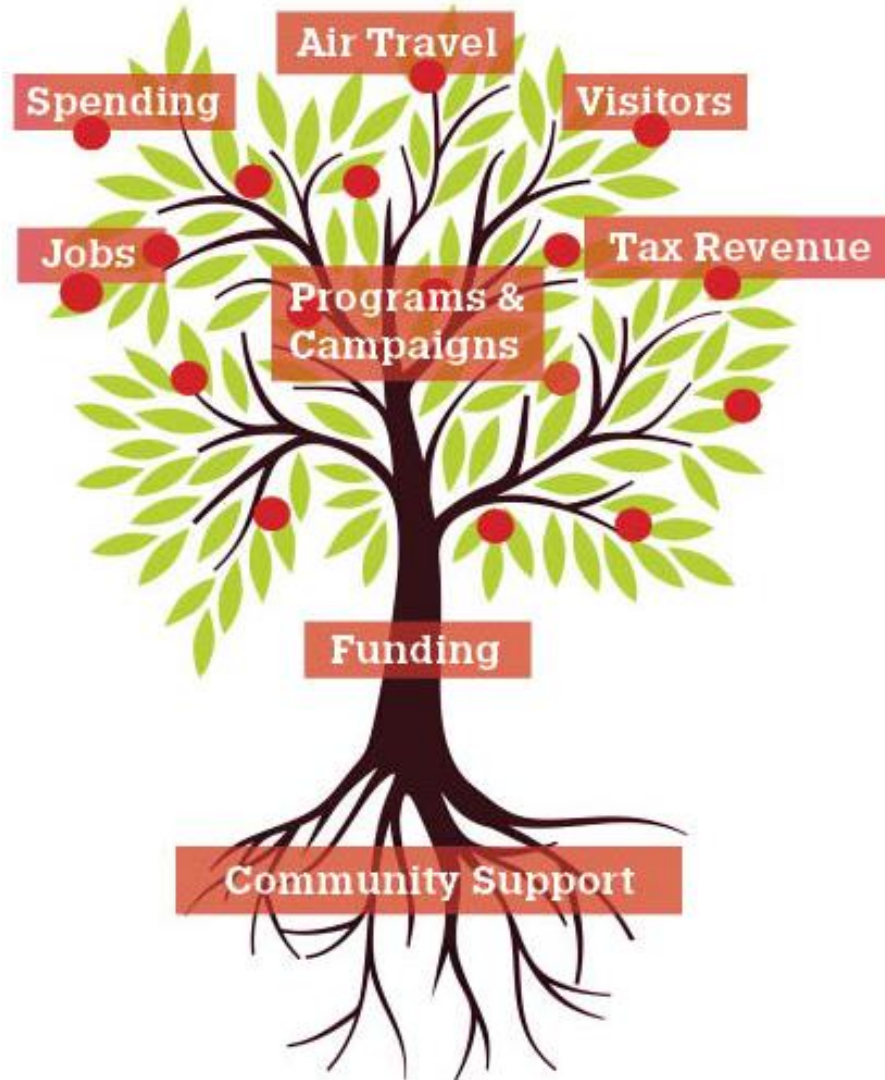 Air Travel
Spending
Visitors
Jobs
Tax Revenue
Programs &
Campaigns
Funding
Community Support